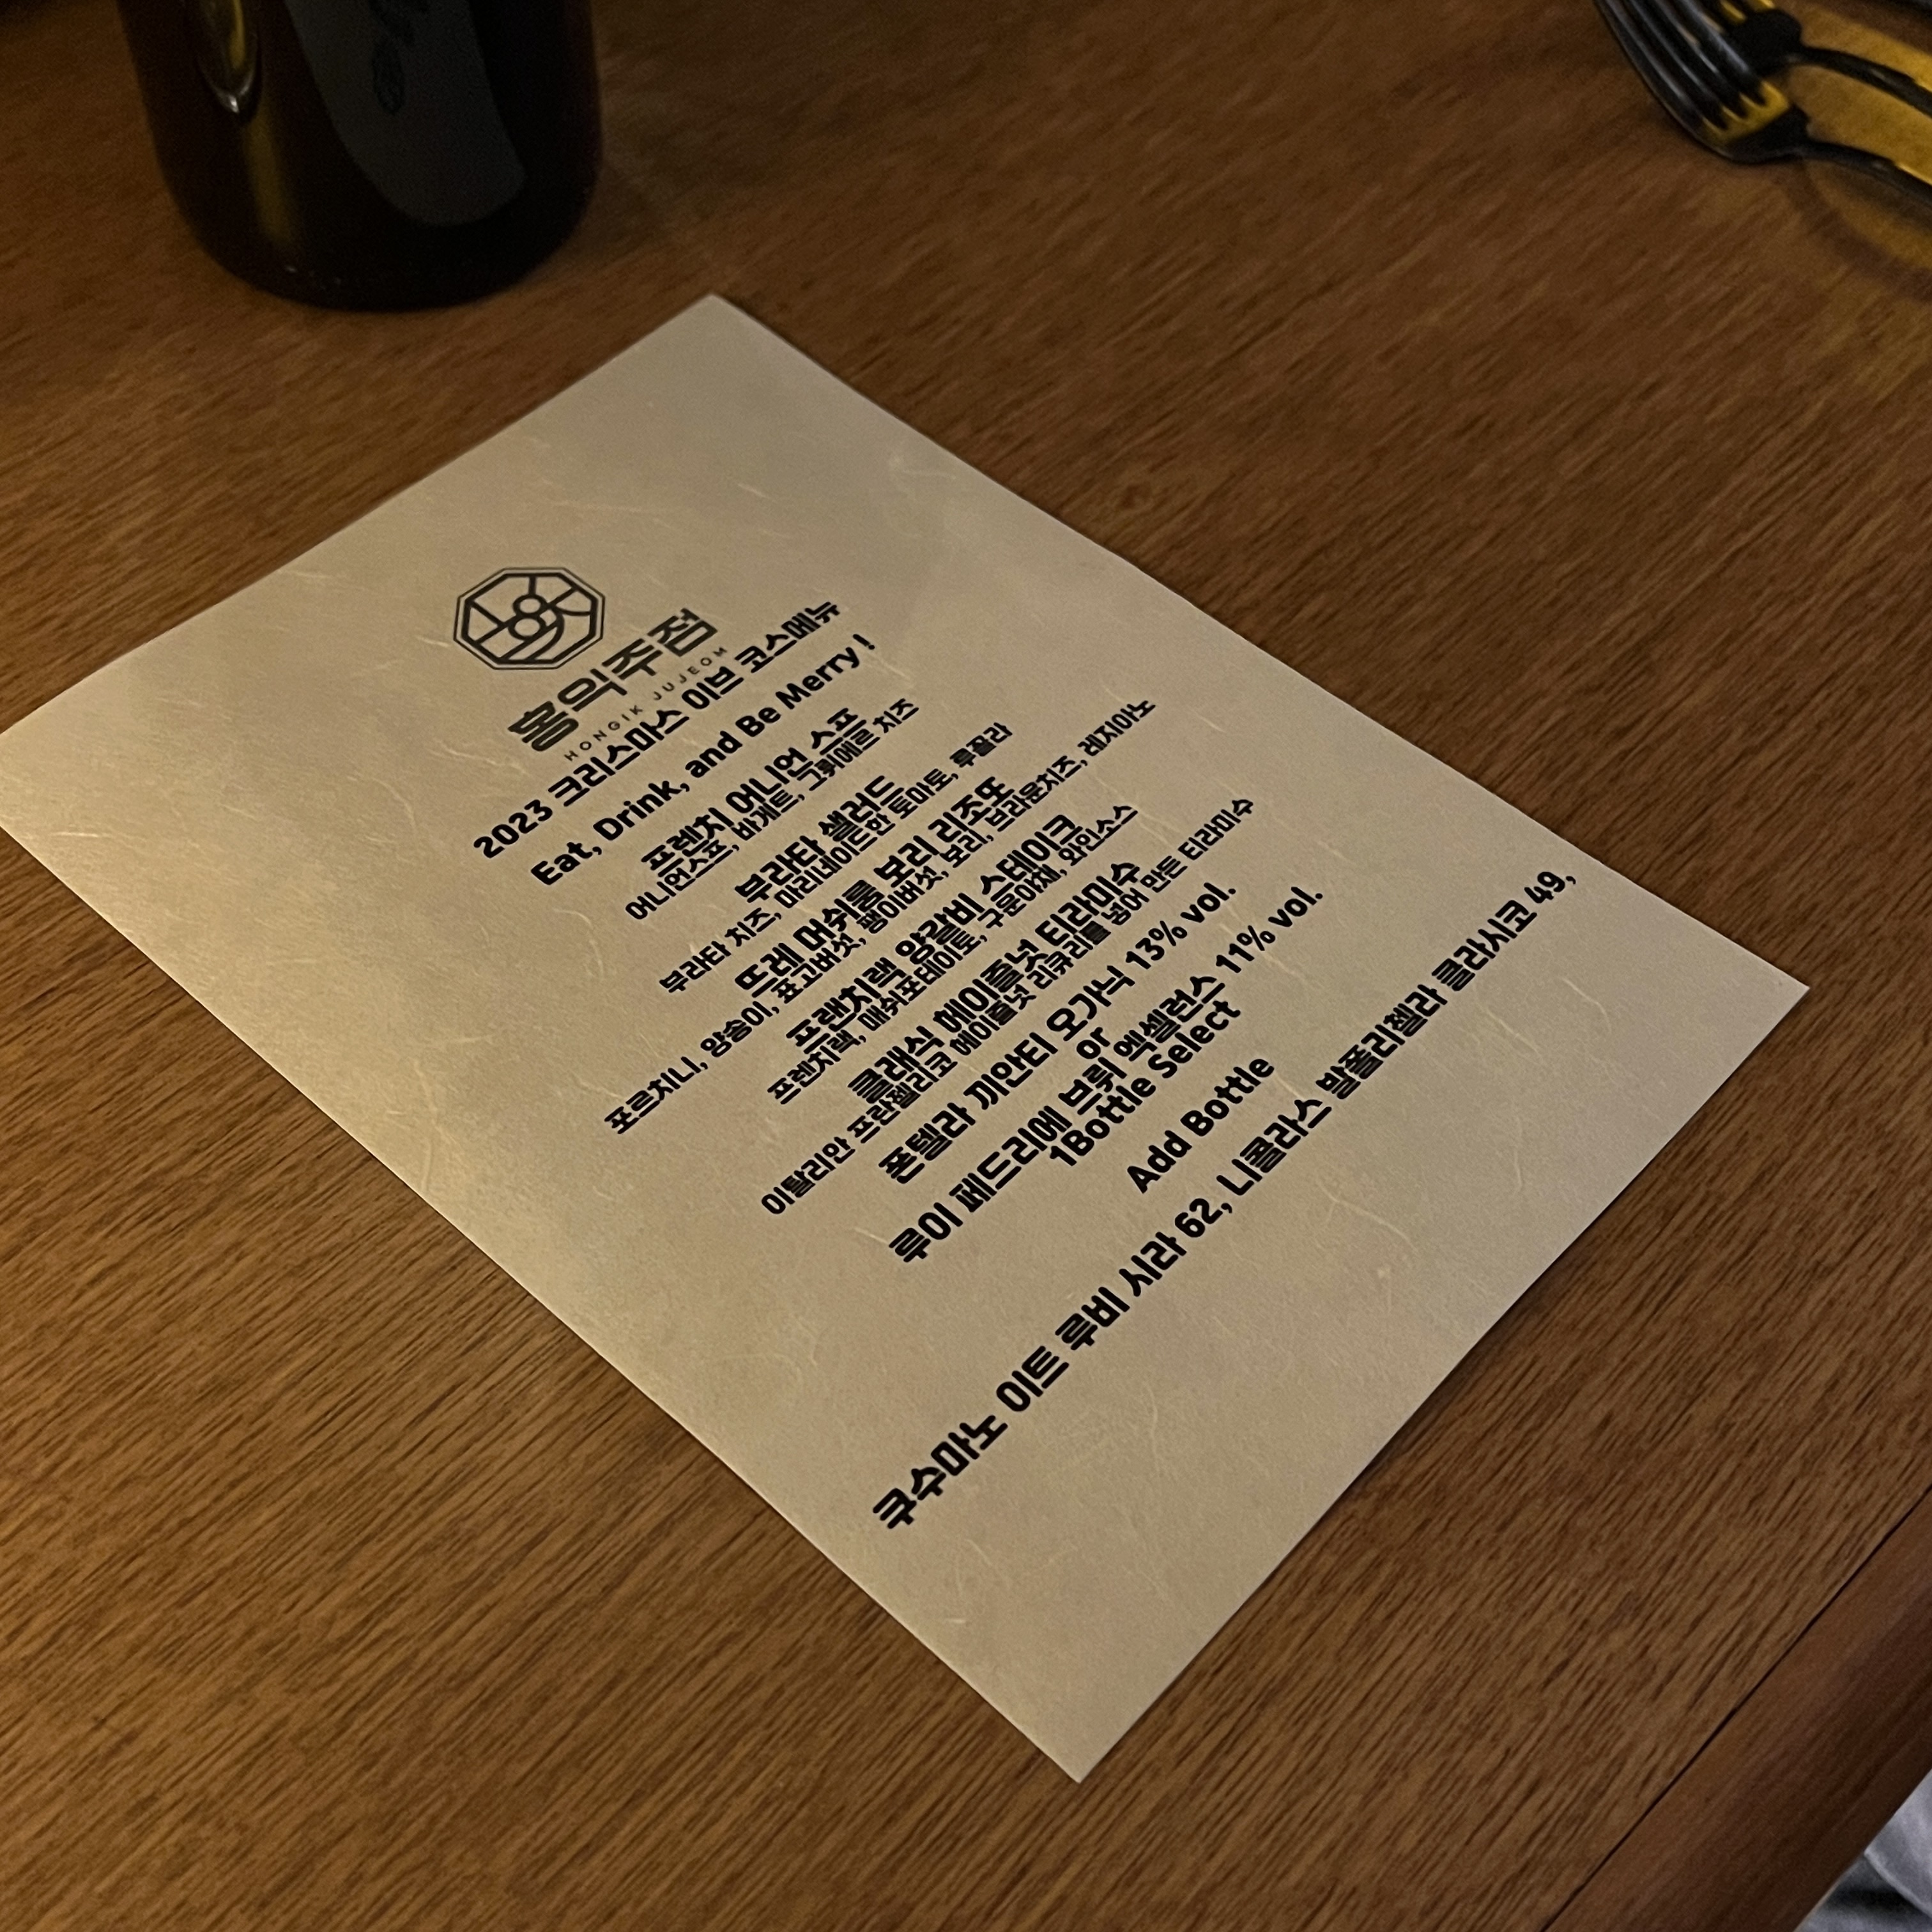 홍익주점
HONGIK JUJEOM
2023 크리스마스 이브 코스메뉴
Eat, Drink, and Be Merry !
프렌치 어니언 스프
어니언스프, 바게트, 그뤼에르 치즈
부라타 샐러드
부라타 치즈, 마리네이드한 토마토, 루꼴라
뜨레 머쉬룸 보리 리조또
포르치니, 양송이, 표고버섯, 팽이버섯, 보리, 브라운치즈, 레지아노
프랜치랙 양갈비 스테이크
프렌치랙, 매쉬포테이토, 구운야채, 와인소스
클래식 헤이즐넛 티라미수
이탈리안 프란젤리코 헤이즐넛 리큐리를 넣어 만든 티라미수
폰텔라 끼안티 오가닉 13% vol.
or
루이 페드리에 브뤼 엑셀런스 11% vol.
1Bottle Select
Add Bottle
쿠수마노 이트 루비 시라 62, 니콜라스 발폴리첼라 클라시코 49,